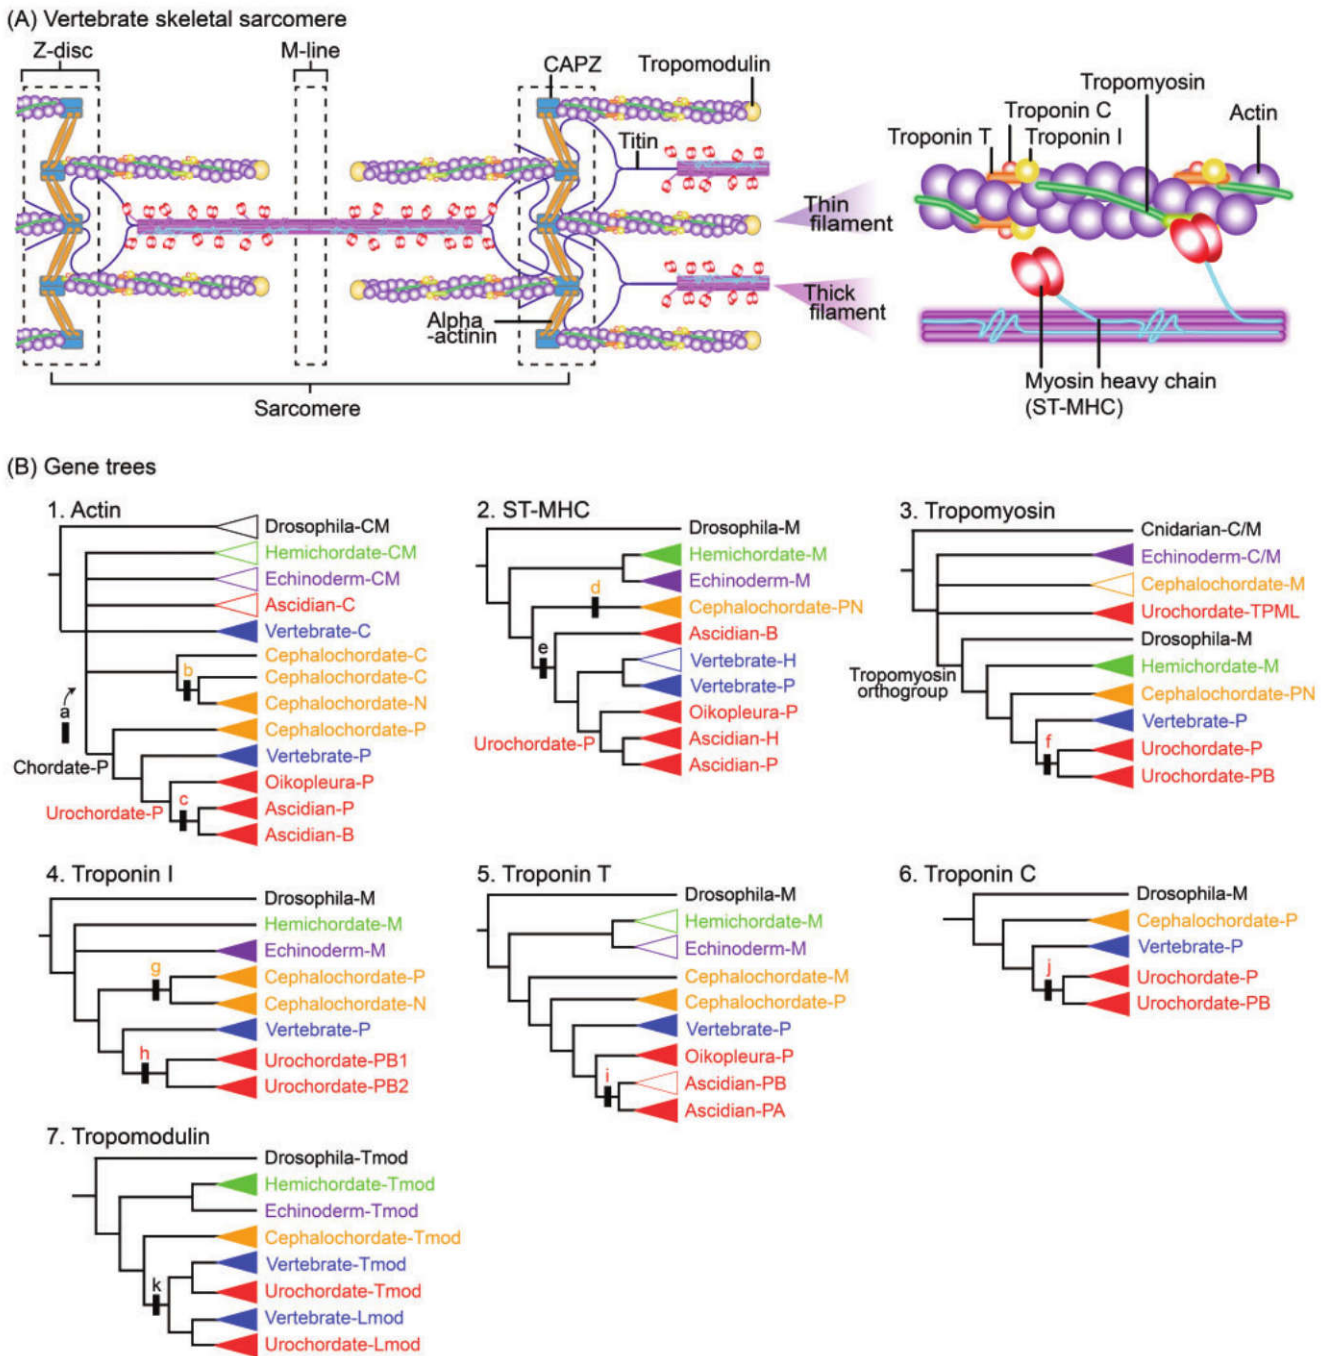 (A) Vertebrate skeletal sarcomere
Z-disc
M-line
CAPZ
Tropomodulin
Titin
Thin
filament
Thick
filament
Alpha
-actinin
Sarcomere
Tropomyosin
Troponin C
Troponin T
Troponin I
Actin
Myosin heavy chain
(ST-MHC)
(B) Gene trees
1. Actin
Drosophila-CM
Hemichordate-CM
Echinoderm-CM
Ascidian-C
Vertebrate-C
Cephalochordate-C
Cephalochordate-C
b
Cephalochordate-N
a
Cephalochordate-P
Vertebrate-P
Chordate-P
Oikopleura-P
Urochordate-P
c
Ascidian-P
Ascidian-B
2. ST-MHC
Drosophila-M
Hemichordate-M
Echinoderm-M
d
Cephalochordate-PN
Ascidian-B
e
Vertebrate-H
Vertebrate-P
Oikopleura-P
Urochordate-P
Ascidian-H
Ascidian-P
3. Tropomyosin
Cnidarian-C/M
Echinoderm-C/M
Cephalochordate-M
Urochordate-TPML
Drosophila-M
Tropomyosin
orthogroup
Hemichordate-M
Cephalochordate-PN
Vertebrate-P
f
Urochordate-P
Urochordate-PB
4. Troponin I
Drosophila-M
Hemichordate-M
Echinoderm-M
g
Cephalochordate-P
Cephalochordate-N
Vertebrate-P
h
Urochordate-PB1
Urochordate-PB2
5. Troponin T
Drosophila-M
Hemichordate-M
Echinoderm-M
Cephalochordate-M
Cephalochordate-P
Vertebrate-P
Oikopleura-P
i
Ascidian-PB
Ascidian-PA
6. Troponin C
Drosophila-M
Cephalochordate-P
Vertebrate-P
j
Urochordate-P
Urochordate-PB
7. Tropomodulin
Drosophila-Tmod
Hemichordate-Tmod
Echinoderm-Tmod
Cephalochordate-Tmod
Vertebrate-Tmod
k
Urochordate-Tmod
Vertebrate-Lmod
Urochordate-Lmod